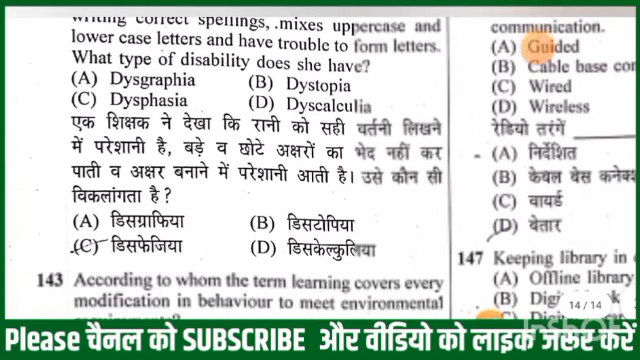 writing correct spellings, .mixes uppercase and
lower case letters and have trouble to form letters.
What type of disability does she have?
(A) Dysgraphia (B) Dystopia
(C) Dysphasia (D) Dyscalculia
एक शिक्षक ने देखा कि रानी को सही वर्तनी लिखने
में परेशानी है, बड़े व छोटे अक्षरों का भेद नहीं कर
पाती व अक्षर बनाने में परेशानी आती है। उसे कौन सी
विकलांगता है?
(A) डिसग्राफिया (B) डिसटोपिया
(C) डिसफेजिया (D) डिसकेल्कुलिया
143 According to whom the term learning covers every
modification in behaviour to meet environmental
communication.
(A) Guided
(B) Cable base
(C) Wired
(D) Wireless
रेडियो तरंगें
(A) निर्देशित
(B) केबल बेस
(C) वायर्ड
(D) बेतार
147 Keeping library in
(A) Offline library
(B)
14 / 14
Please चैनल को SUBSCRIBE और वीडियो को लाइक जरूर करें